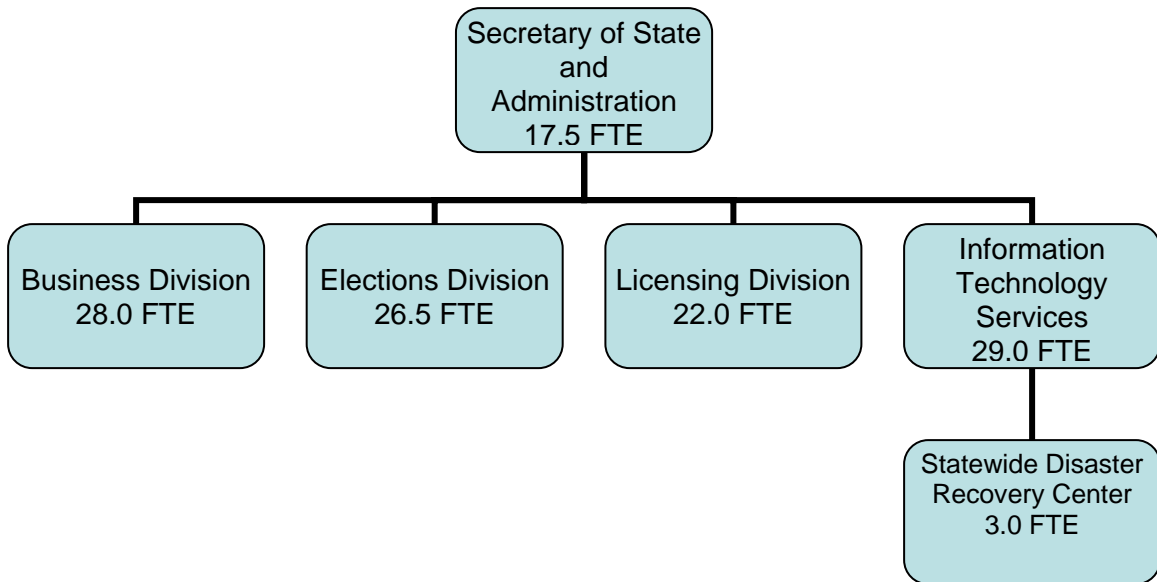 Secretary of State
and
Administration
17.5 FTE
Business Division
28.0 FTE
Elections Division
26.5 FTE
Licensing Division
22.0 FTE
Information
Technology
Services
29.0 FTE
Statewide Disaster
Recovery Center
3.0 FTE